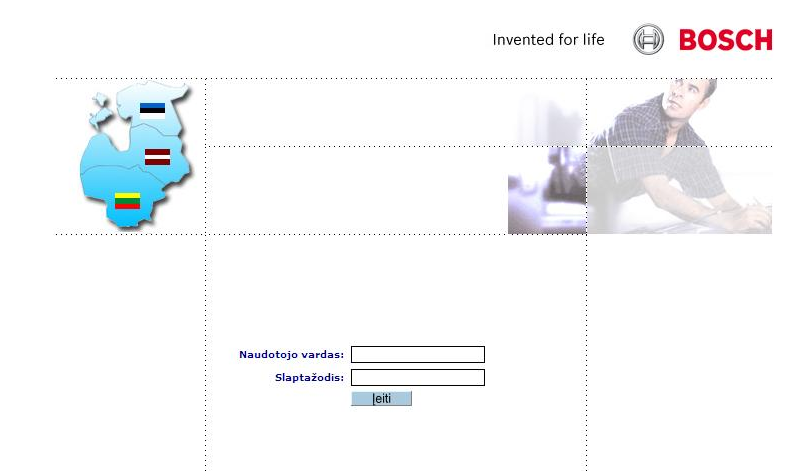 Invented for life
BOSCH
Naudotojo vardas:
Slaptažodis:
Įeiti